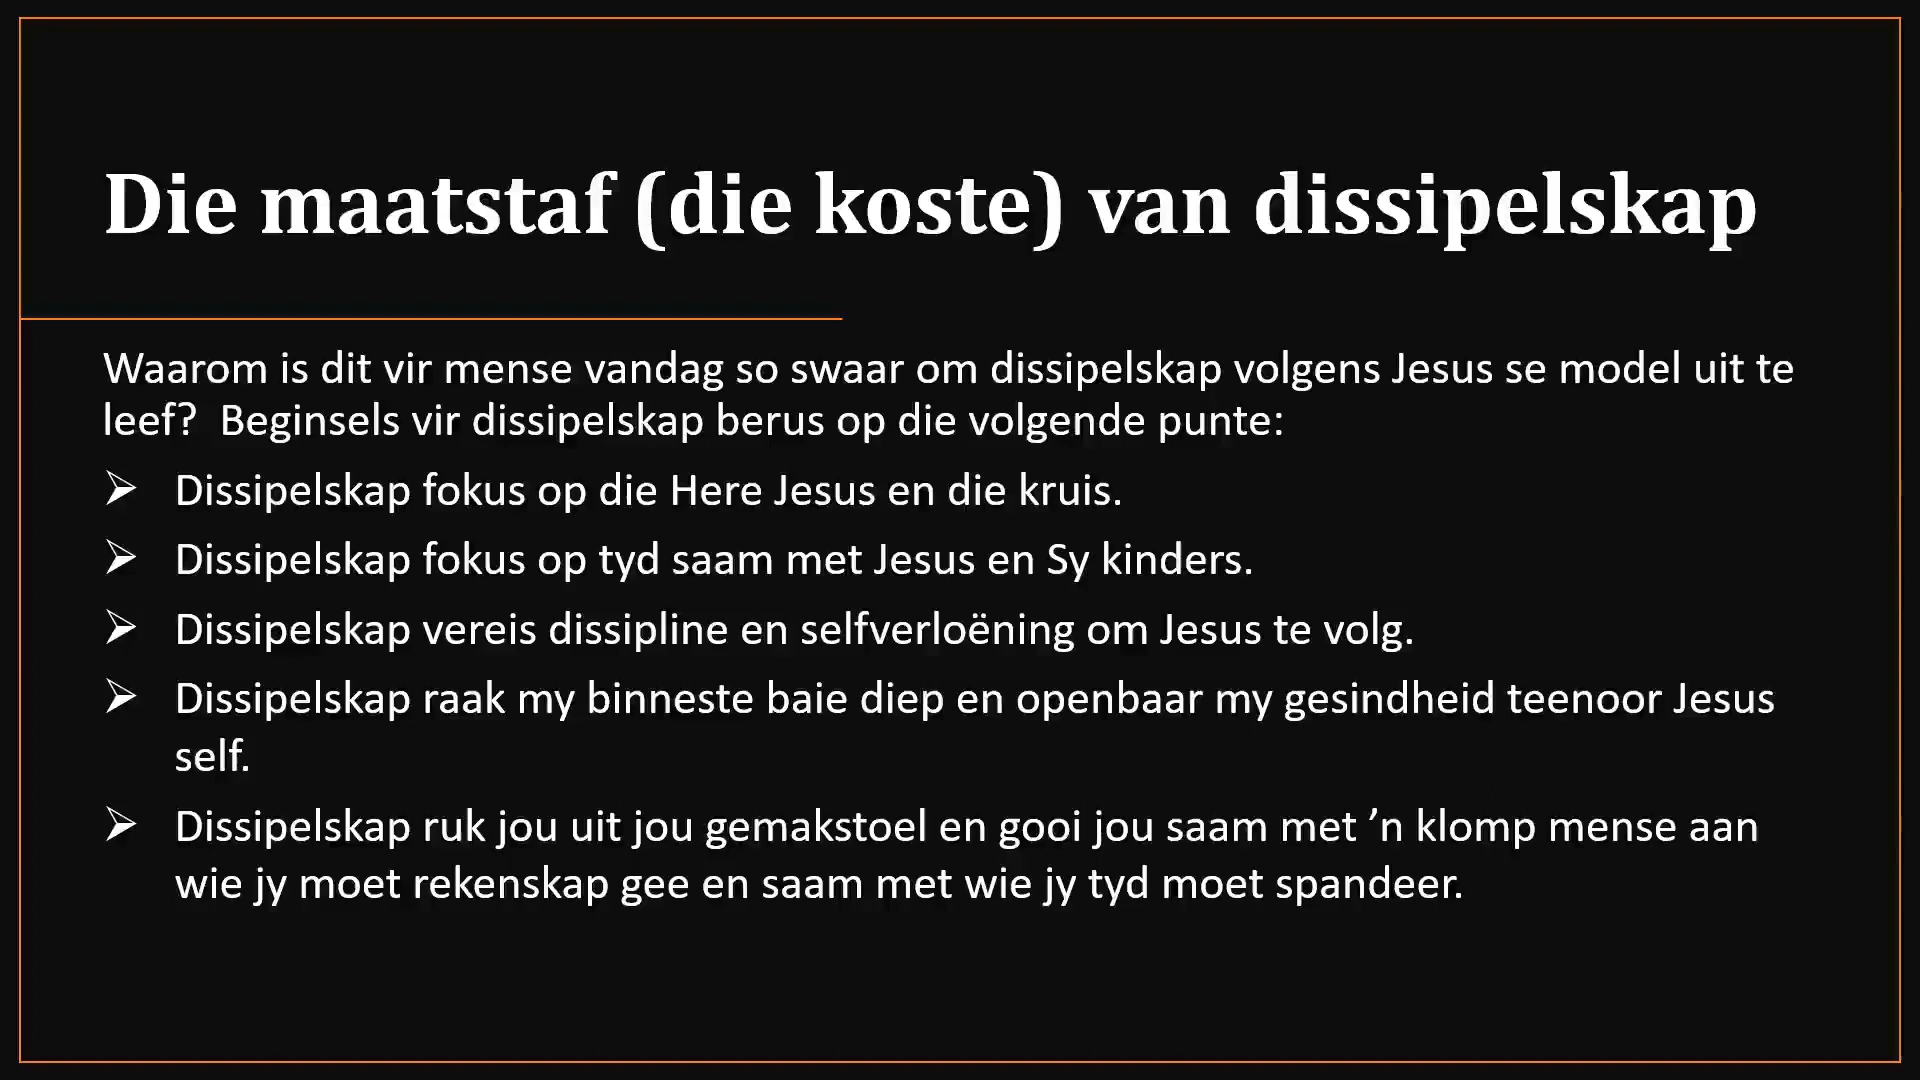 Die maatstaf (die koste) van dissipelskap
Waarom is dit vir mense vandag so swaar om dissipelskap volgens Jesus se model uit te
leef?  Beginsels vir dissipelskap berus op die volgende punte:
➢ Dissipelskap fokus op die Here Jesus en die kruis.
➢ Dissipelskap fokus op tyd saam met Jesus en Sy kinders.
➢ Dissipelskap vereis dissipline en selfverloëning om Jesus te volg.
➢ Dissipelskap raak my binneste baie diep en openbaar my gesindheid teenoor Jesus
self.
➢ Dissipelskap ruk jou uit jou gemakstoel en gooi jou saam met ’n klomp mense aan
wie jy moet rekenskap gee en saam met wie jy tyd moet spandeer.